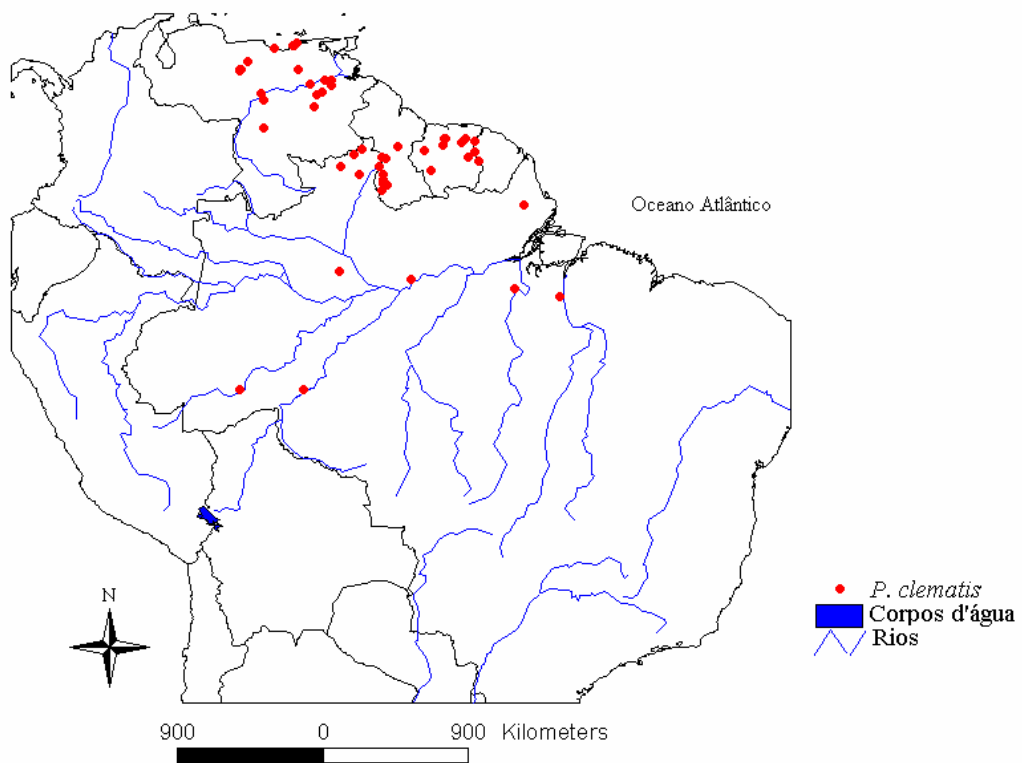 Oceano Atlântico
P. clematis
Corpos d'água
Rios
N
900 0 900 Kilometers